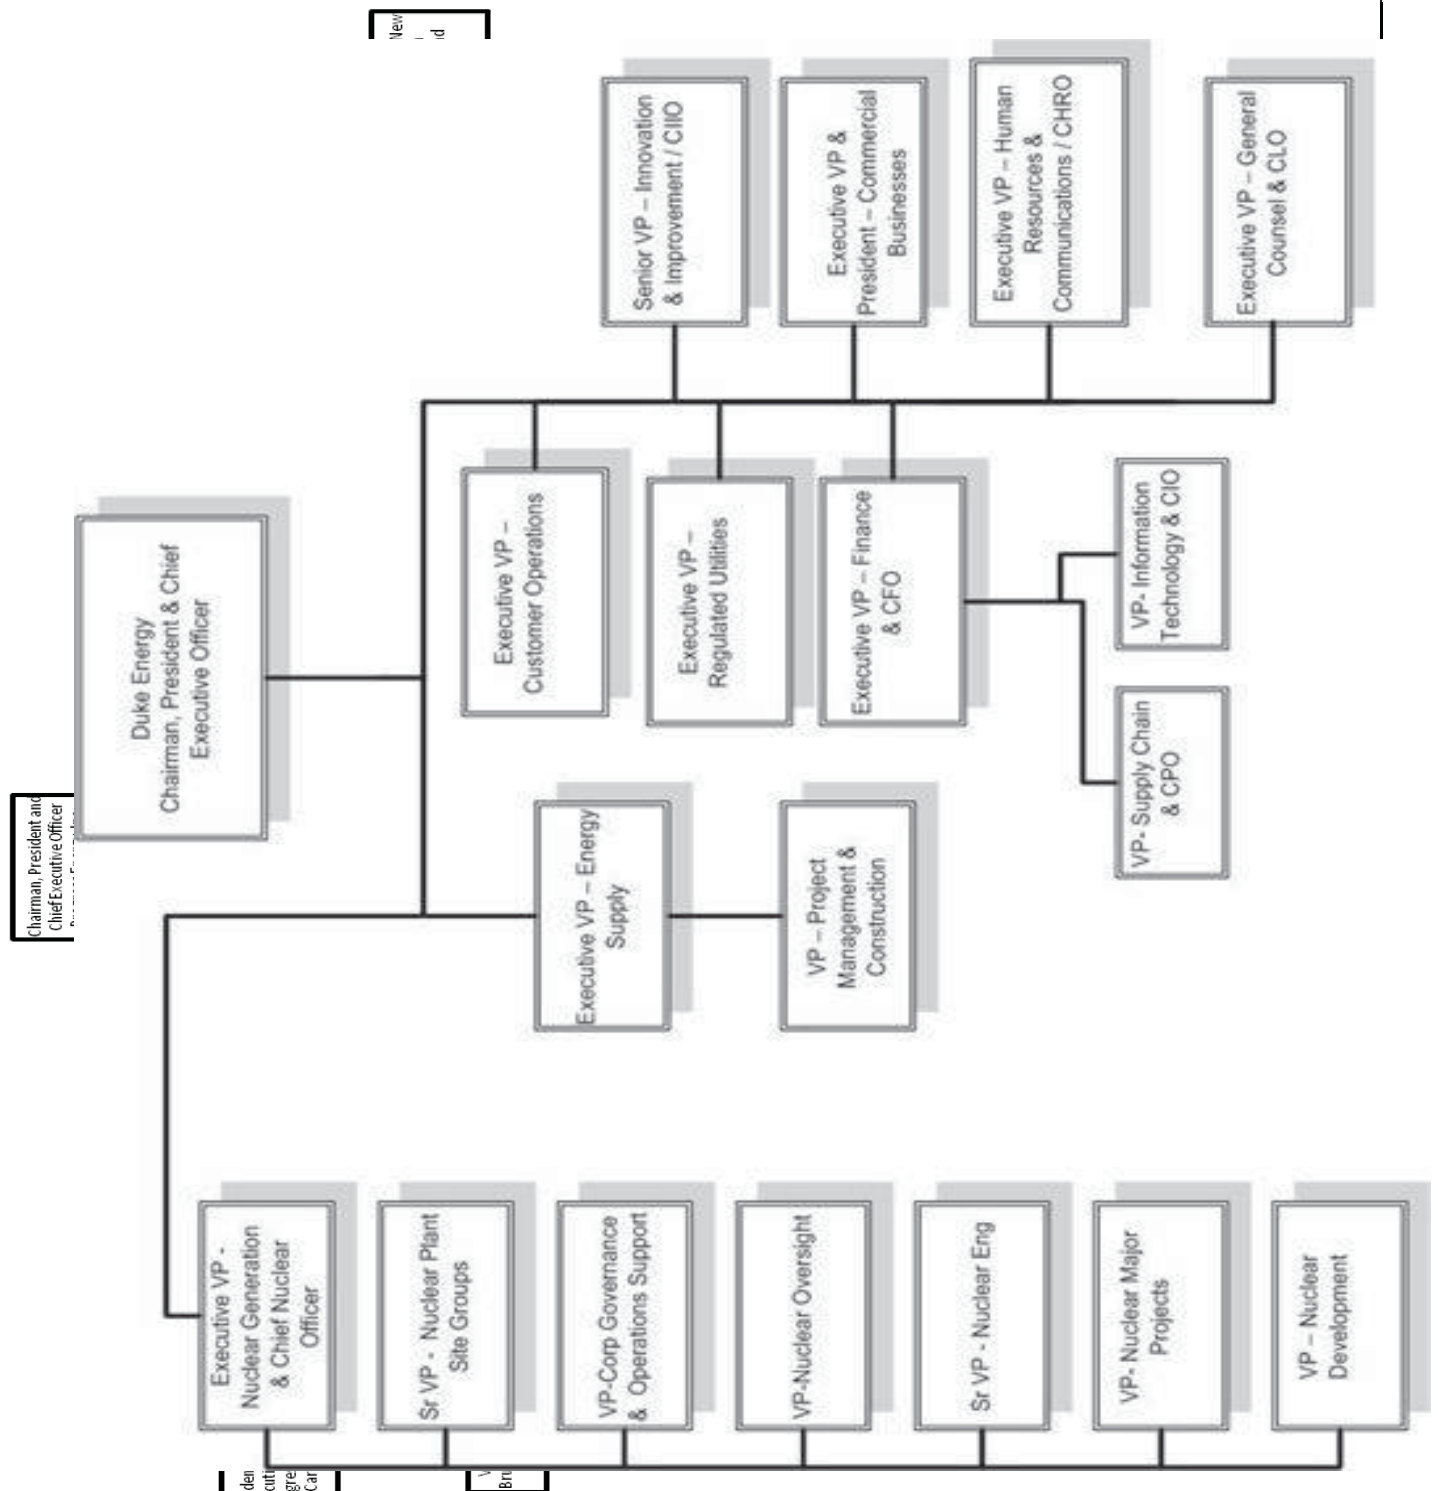 Duke Energy
Chairman, President & Chief
Executive Officer
Chairman, President and
Chief Executive Officer
Executive VP -
Nuclear Generation
& Chief Nuclear
Officer
Sr VP - Nuclear Plant
Site Groups
VP-Corp Governance
& Operations Support
VP-Nuclear Oversight
Sr VP - Nuclear Eng
VP- Nuclear Major
Projects
VP – Nuclear
Development
Executive VP – Energy
Supply
VP – Project
Management &
Construction
Executive VP –
Customer Operations
Executive VP –
Regulated Utilities
Executive VP – Finance
& CFO
VP- Supply Chain
& CPO
VP- Information
Technology & CIO
Senior VP – Innovation
& Improvement / CIIO
Executive VP &
President – Commercial
Businesses
Executive VP – Human
Resources &
Communications / CHRO
Executive VP – General
Counsel & CLO
New